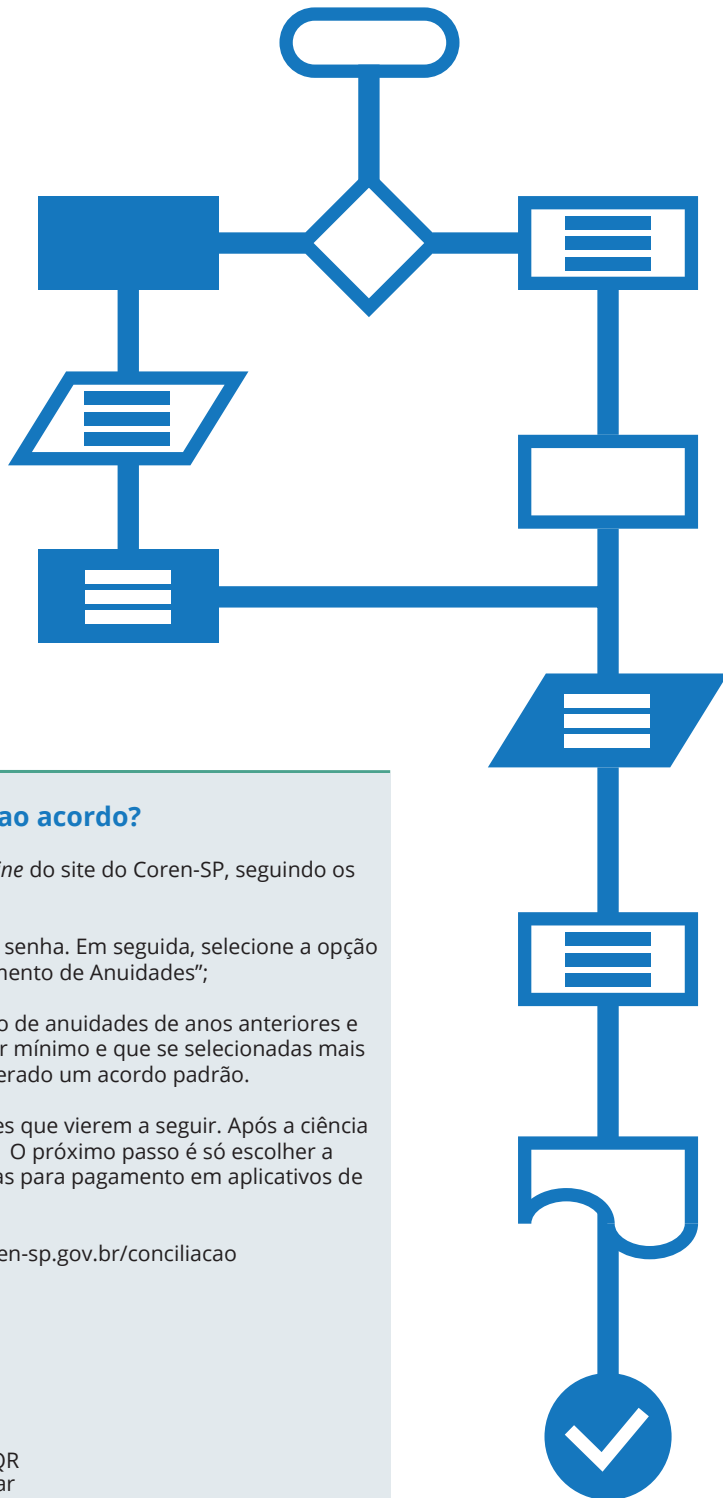 ao acordo?
ine do site do Coren-SP, seguindo os
senha. Em seguida, selecione a opção
mento de Anuidades”;
o de anuidades de anos anteriores e
r mínimo e que se selecionadas mais
erado um acordo padrão.
es que vierem a seguir. Após a ciência
O próximo passo é só escolher a
as para pagamento em aplicativos de
en-sp.gov.br/conciliacao
QR
ar